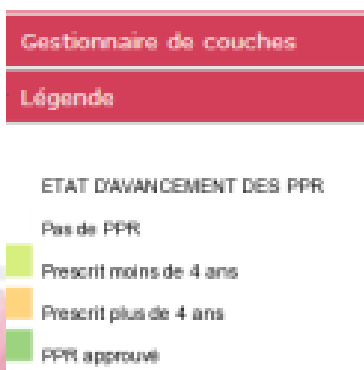 Gestionnaire de couches
Légende
ETAT D'AVANCEMENT DES PPR
Pas de PPR
Prescrit moins de 4 ans
Prescrit plus de 4 ans
PPR approuvé